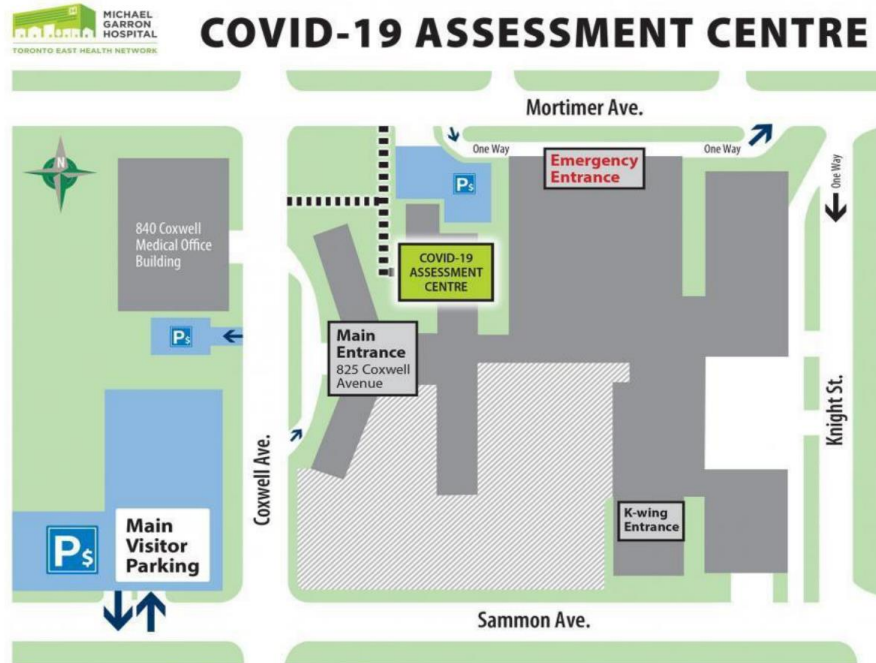 MICHAEL
GARRON
HOSPITAL
TORONTO EAST HEALTH NETWORK
COVID-19 ASSESSMENT CENTRE
Mortimer Ave.
One Way
One Way
Emergency
Entrance
One Way
N
P$
840 Coxwell
Medical Office
Building
COVID-19
ASSESSMENT
CENTRE
P$
Main
Entrance
825 Coxwell
Avenue
Knight St.
Coxwell Ave.
K-wing
Entrance
P$
Main
Visitor
Parking
Sammon Ave.